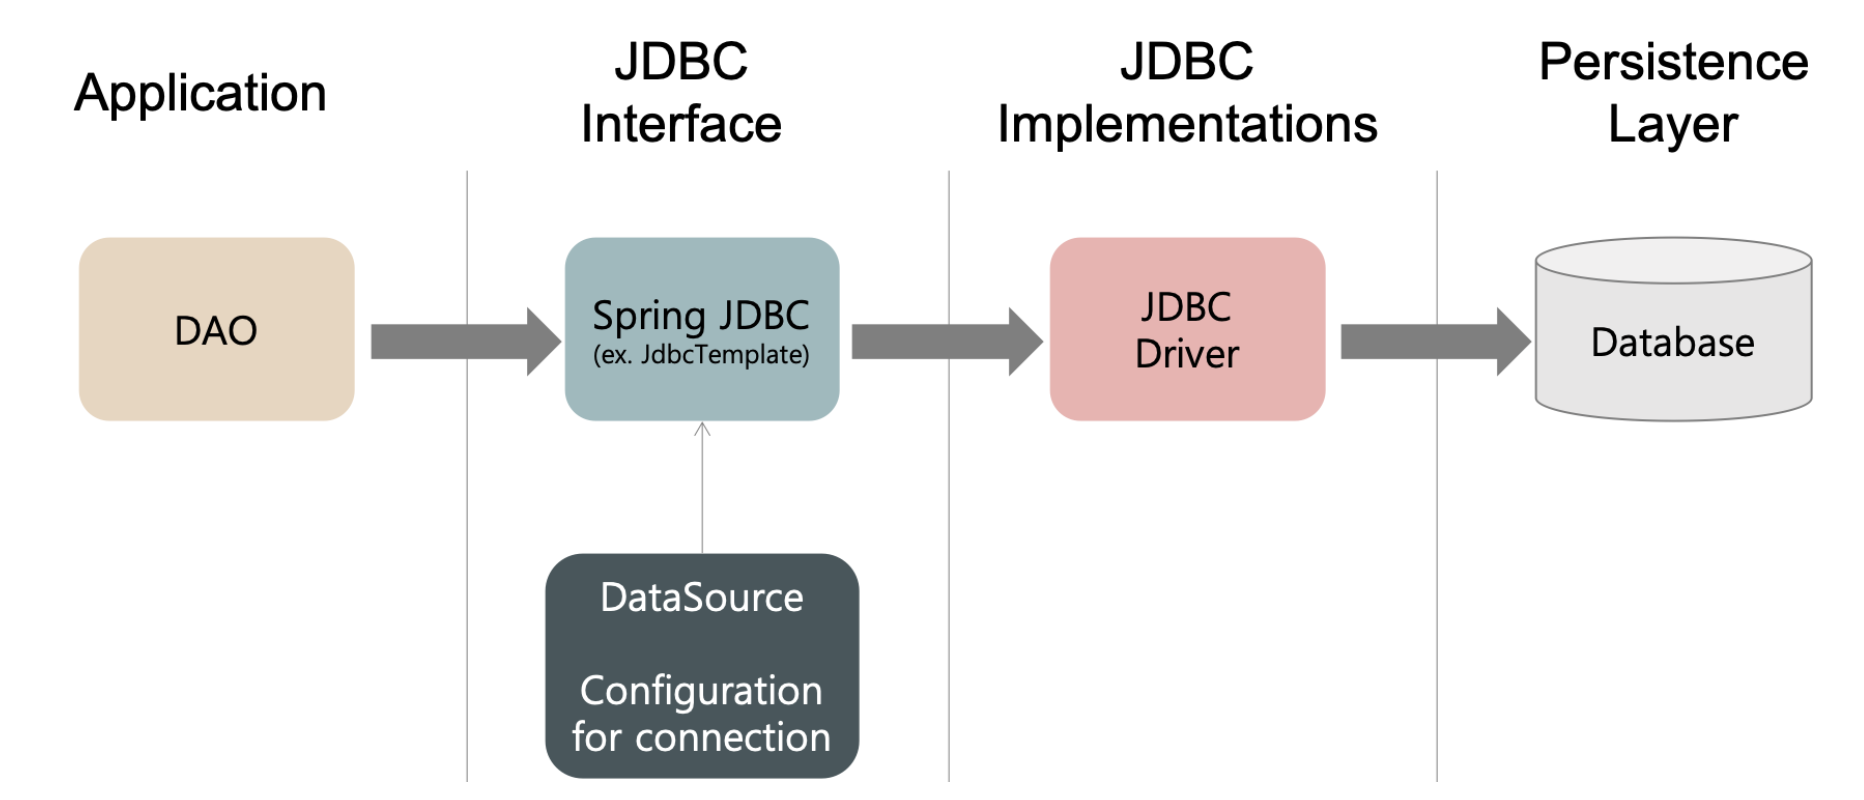 Application
JDBC
Interface
JDBC
Implementations
Persistence
Layer
DAO
Spring JDBC
(ex. JdbcTemplate)
JDBC
Driver
Database
DataSource
Configuration
for connection